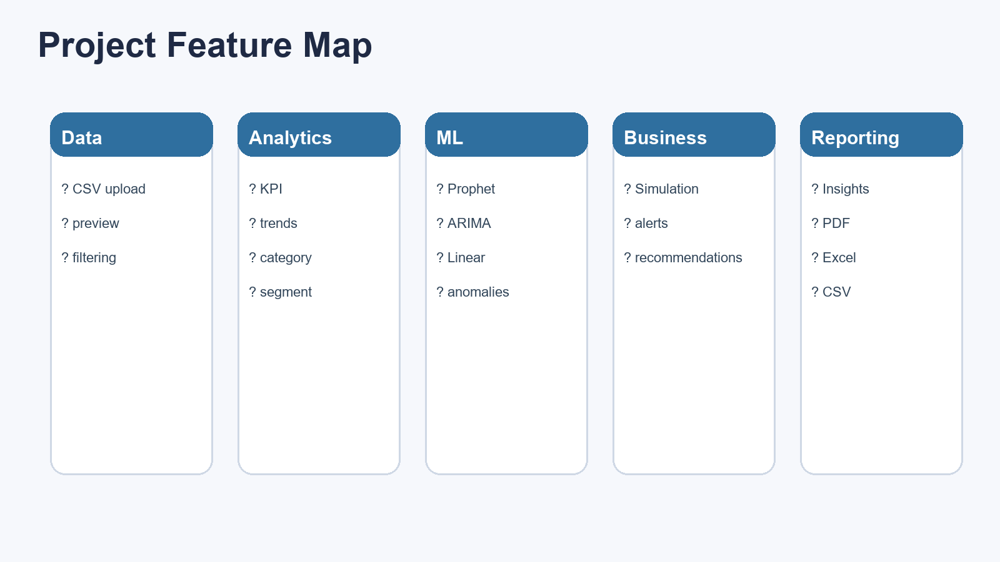 Project Feature Map
Data
? CSV upload
? preview
? filtering
Analytics
? KPI
? trends
? category
? segment
ML
? Prophet
? ARIMA
? Linear
? anomalies
Business
? Simulation
? alerts
? recommendations
Reporting
? Insights
? PDF
? Excel
? CSV